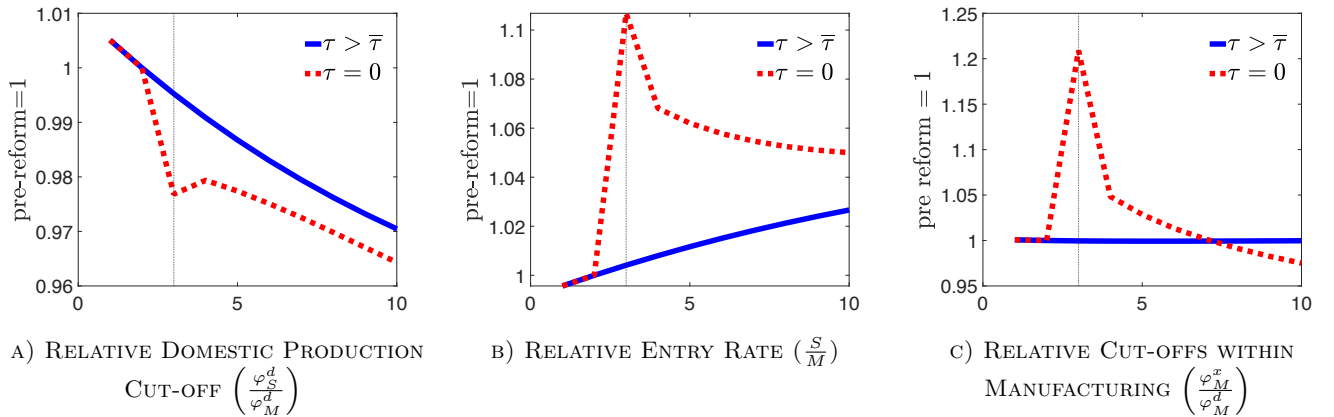 1.01
1
0.99
0.98
0.97
0.96
pre-reform=1
τ > τ̅
τ = 0
0 5 10
A) Relative Domestic Production
Cut-off (φ_S^d / φ_M^d)
1.1
1.08
1.06
1.04
1.02
1
pre-reform=1
τ > τ̅
τ = 0
0 5 10
B) Relative Entry Rate (S/M)
1.25
1.2
1.15
1.1
1.05
1
0.95
pre reform = 1
τ > τ̅
τ = 0
0 5 10
C) Relative Cut-offs within
Manufacturing (φ_M^x / φ_M^d)